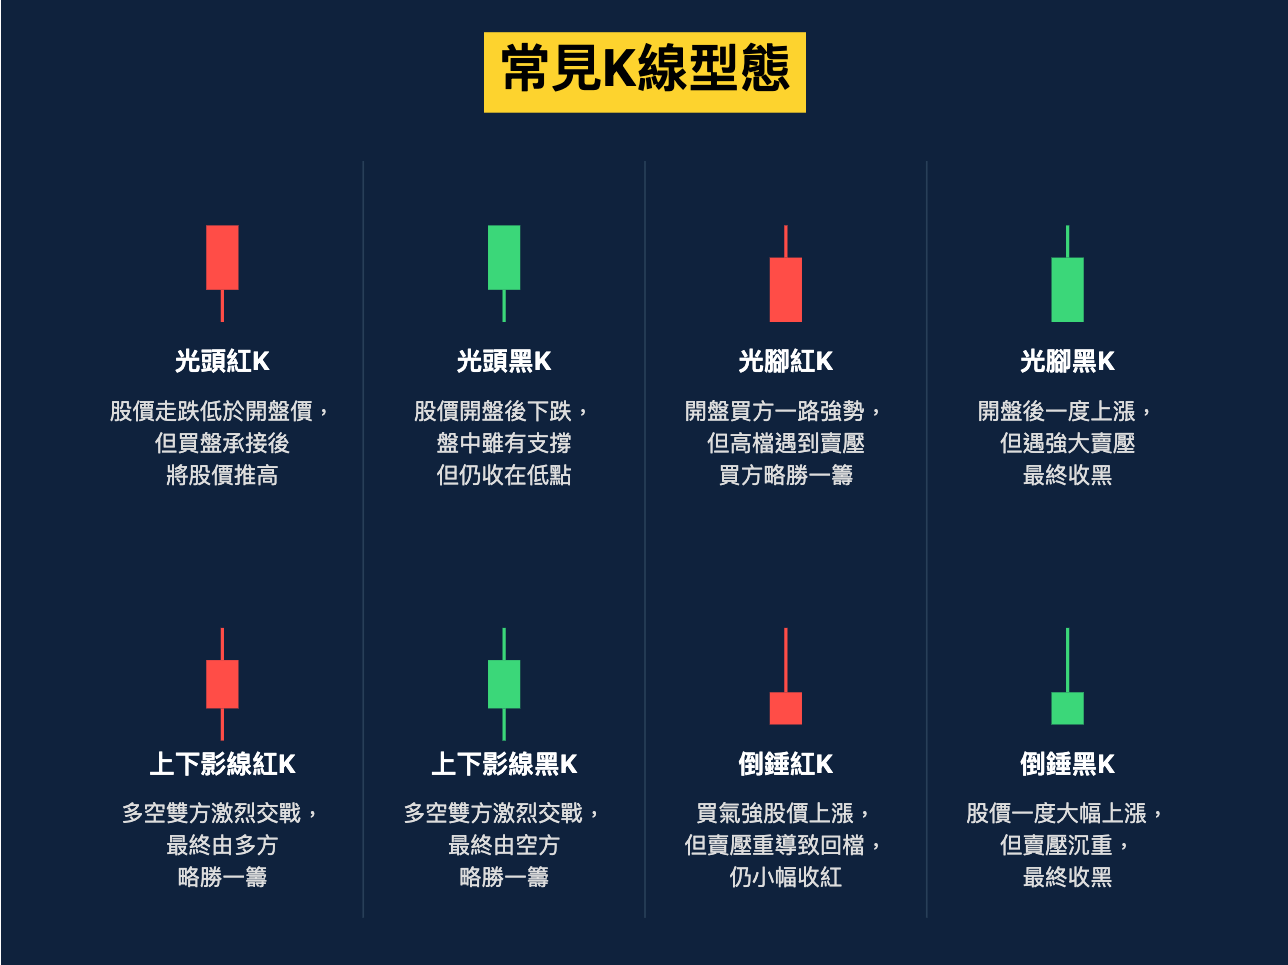 常見K線型態
光頭紅K
股價走跌低於開盤價，
但買盤承接後
將股價推高
光頭黑K
股價開盤後下跌，
盤中雖有支撐
但仍收在低點
光腳紅K
開盤買方一路強勢，
但高檔遇到賣壓
買方略勝一籌
光腳黑K
開盤後一度上漲，
但遇強大賣壓
最終收黑
上下影線紅K
多空雙方激烈交戰，
最終由多方
略勝一籌
上下影線黑K
多空雙方激烈交戰，
最終由空方
略勝一籌
倒錘紅K
買氣強股價上漲，
但賣壓重導致回檔，
仍小幅收紅
倒錘黑K
股價一度大幅上漲，
但賣壓沉重，
最終收黑